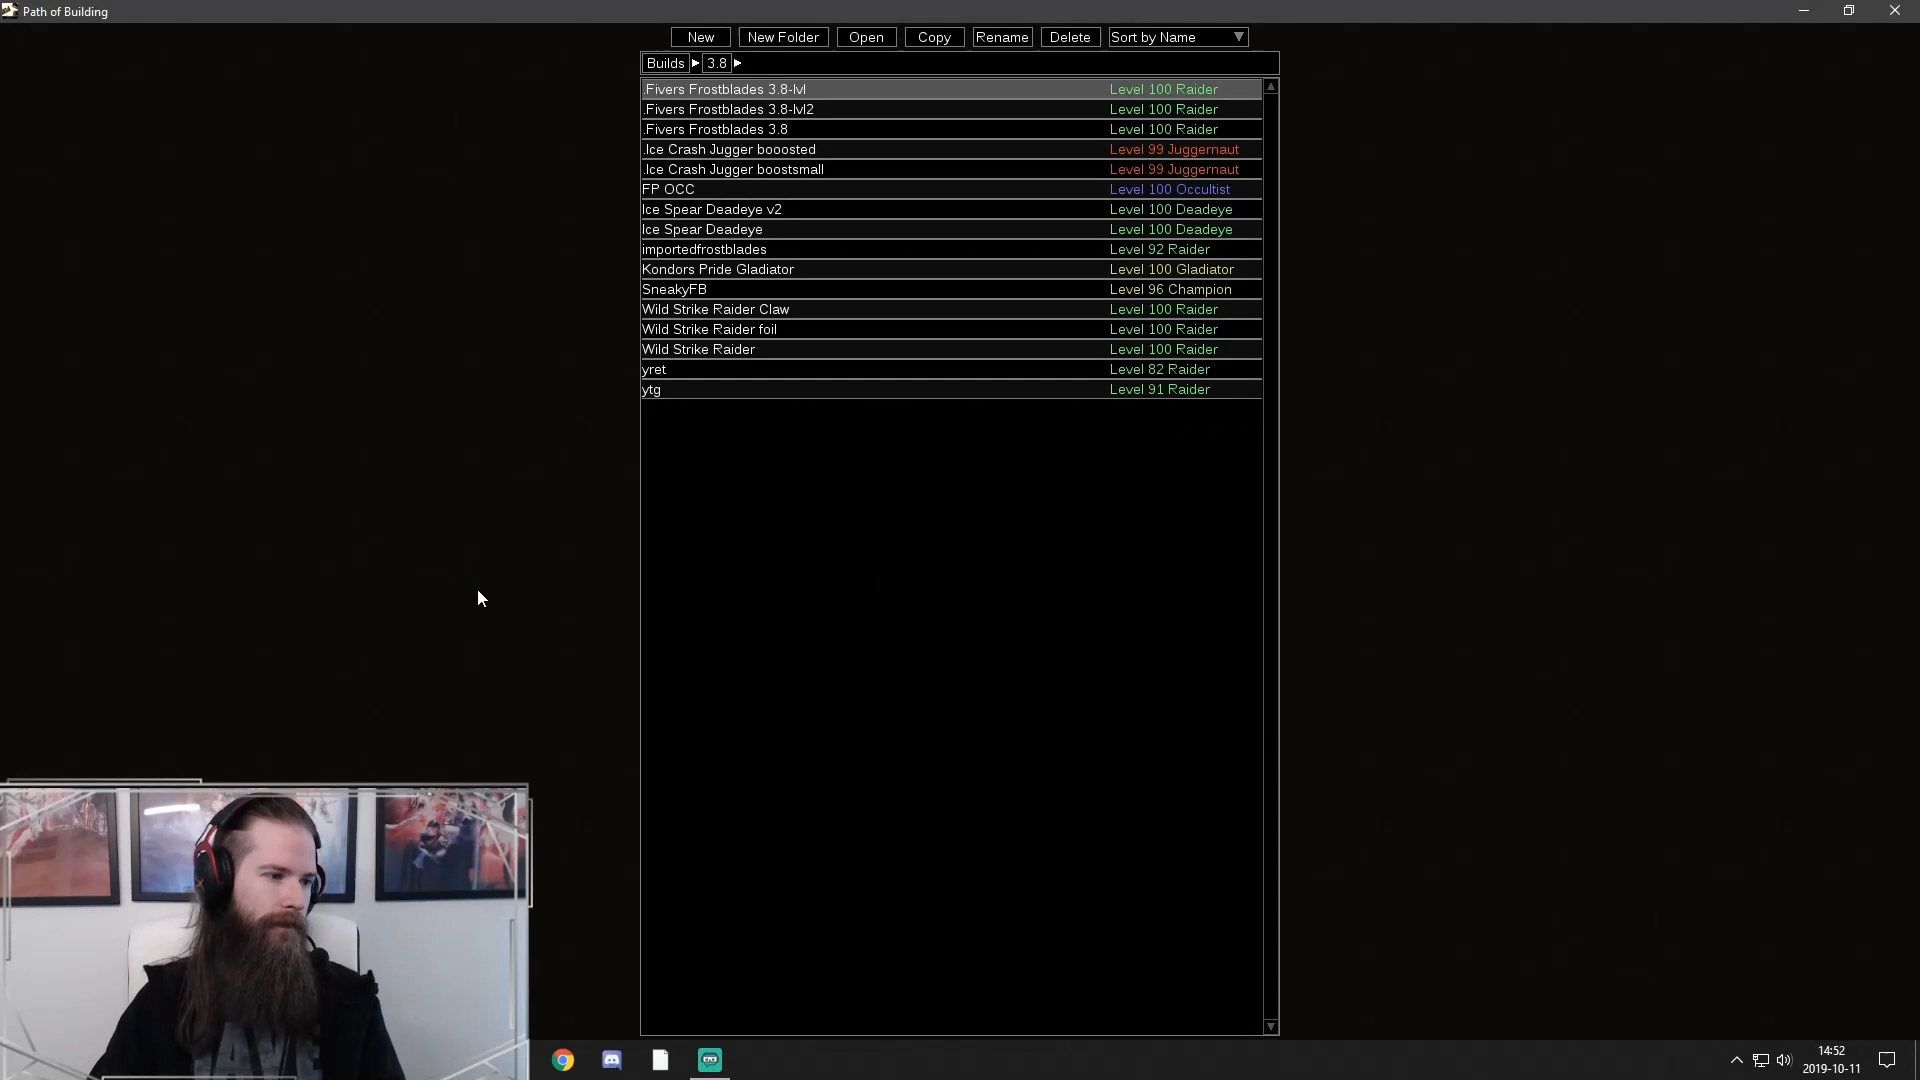 Path of Building
New New Folder Open Copy Rename Delete Sort by Name
Builds 3.8
.Fivers Frostblades 3.8-lvl Level 100 Raider
.Fivers Frostblades 3.8-lvl2 Level 100 Raider
.Fivers Frostblades 3.8 Level 100 Raider
.Ice Crash Jugger booosted Level 99 Juggernaut
.Ice Crash Jugger boostsmall Level 99 Juggernaut
FP OCC Level 100 Occultist
Ice Spear Deadeye v2 Level 100 Deadeye
Ice Spear Deadeye Level 100 Deadeye
importedfrostblades Level 92 Raider
Kondors Pride Gladiator Level 100 Gladiator
SneakyFB Level 96 Champion
Wild Strike Raider Claw Level 100 Raider
Wild Strike Raider foil Level 100 Raider
Wild Strike Raider Level 100 Raider
yret Level 82 Raider
ytg Level 91 Raider
14:52
2019-10-11